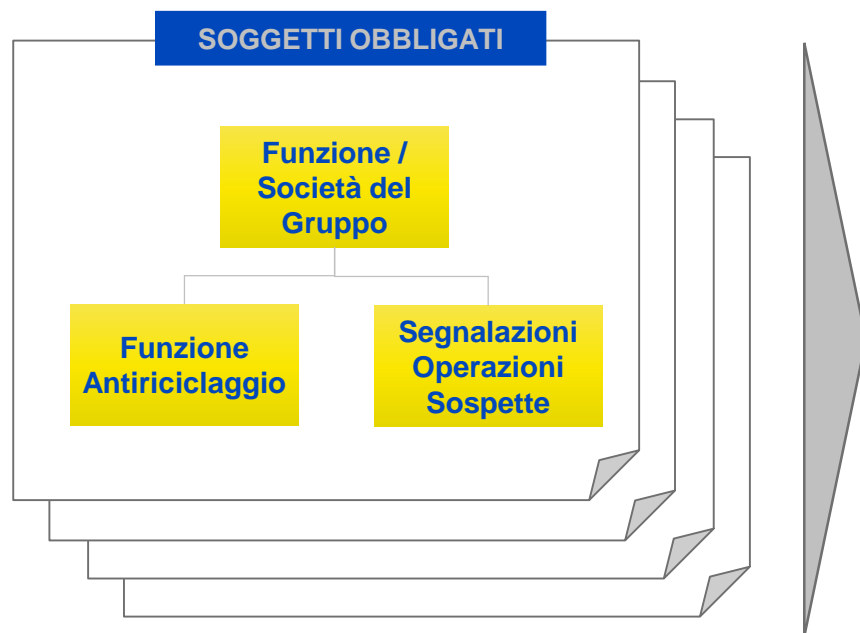 SOGGETTI OBBLIGATI
Funzione /
Società del
Gruppo
Funzione
Antiriciclaggio
Segnalazioni
Operazioni
Sospette